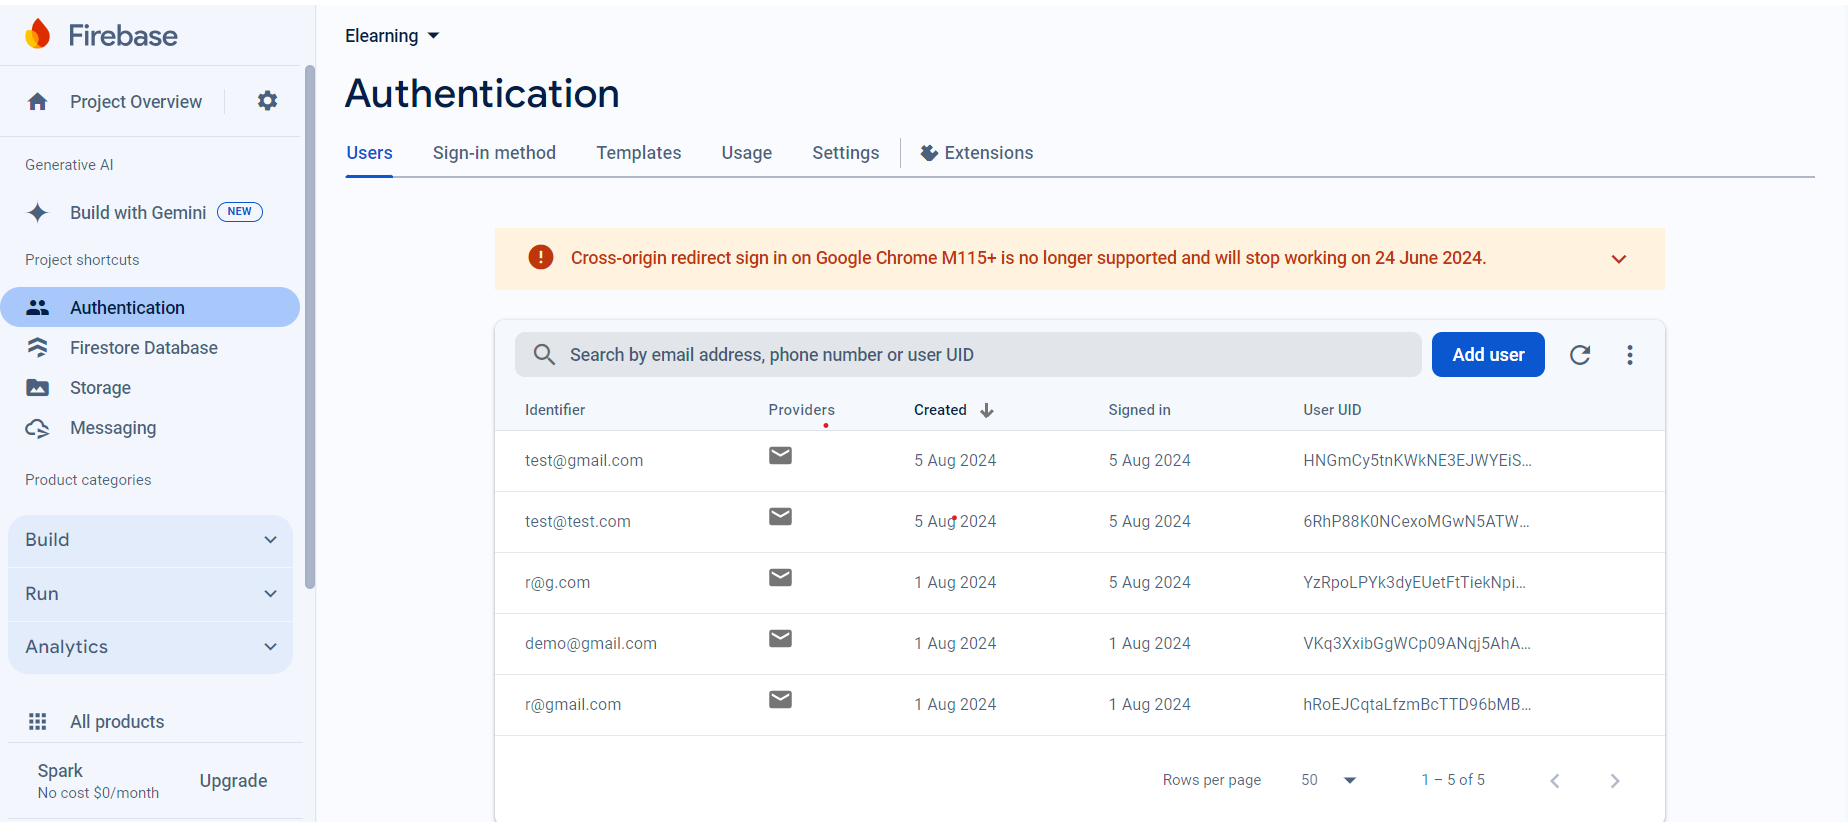 Firebase
Project Overview
Generative AI
Build with Gemini NEW
Project shortcuts
Authentication
Firestore Database
Storage
Messaging
Product categories
Build
Run
Analytics
All products
Spark
No cost $0/month
Upgrade
Elearning
Authentication
Users Sign-in method Templates Usage Settings Extensions
Cross-origin redirect sign in on Google Chrome M115+ is no longer supported and will stop working on 24 June 2024.
Search by email address, phone number or user UID Add user
Identifier Providers Created Signed in User UID
test@gmail.com 5 Aug 2024 5 Aug 2024 HNGmCy5tnKWkNE3EJWYEiS...
test@test.com 5 Aug 2024 5 Aug 2024 6RhP88K0NCexoMGwN5ATW...
r@g.com 1 Aug 2024 5 Aug 2024 YzRpoLPYk3dyEUetFtTiekNpi...
demo@gmail.com 1 Aug 2024 1 Aug 2024 VKq3XxibGgWCp09ANqj5AhA...
r@gmail.com 1 Aug 2024 1 Aug 2024 hRoEJCqtaLfzmBcTTD96bMB...
Rows per page 50 1 – 5 of 5